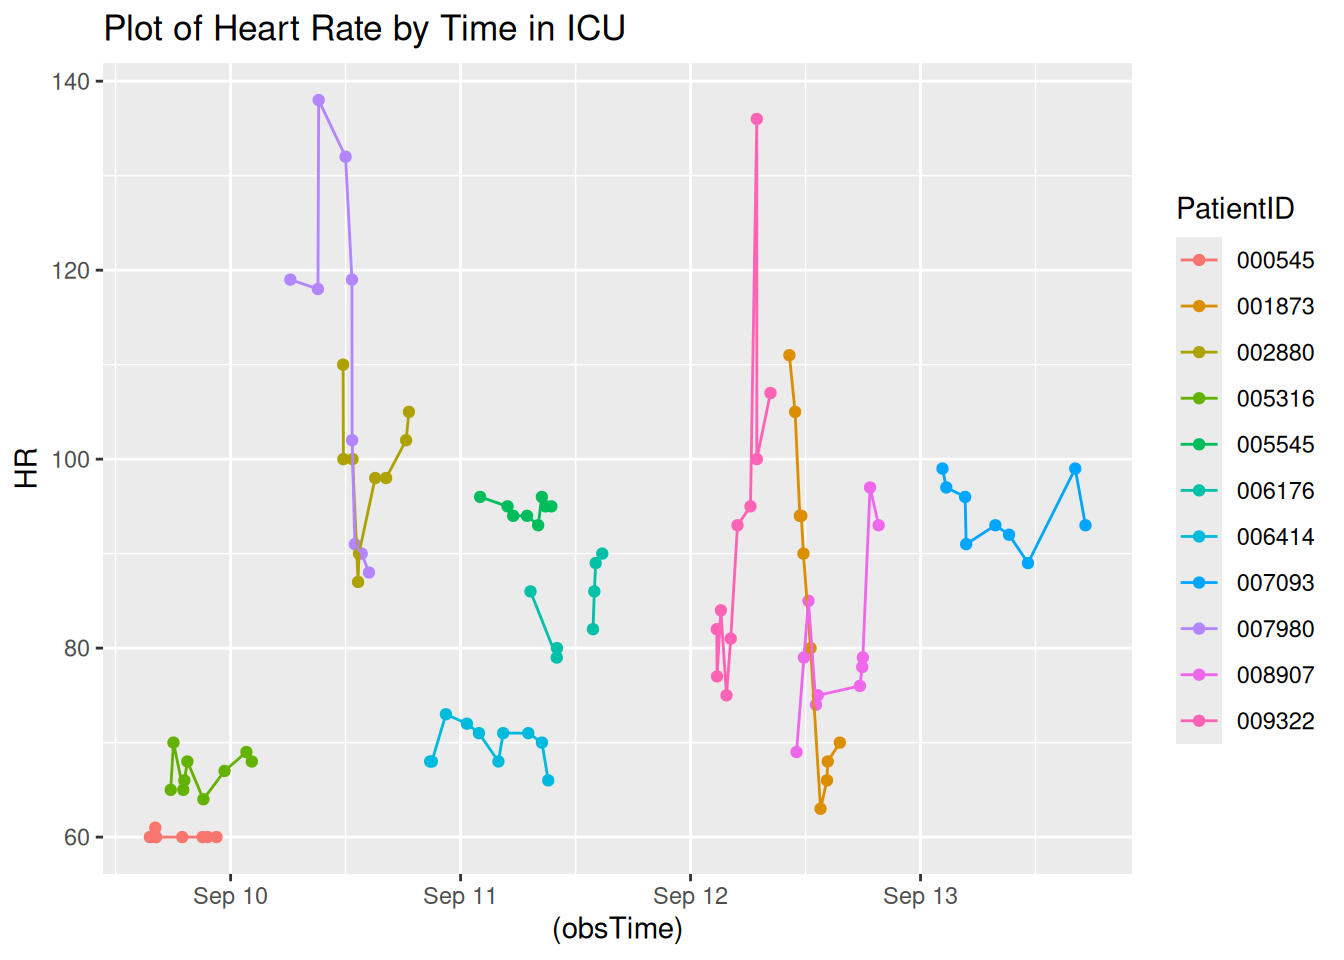 Plot of Heart Rate by Time in ICU
140
120
100
80
60
HR
Sep 10
Sep 11
Sep 12
Sep 13
(obsTime)
PatientID
000545
001873
002880
005316
005545
006176
006414
007093
007980
008907
009322